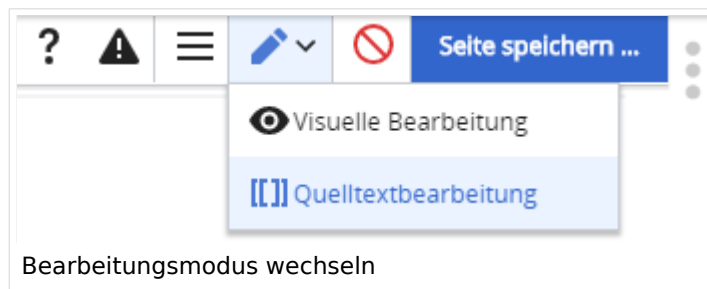 ? Seite speichern ...
Visuelle Bearbeitung
[[ ]] Quelltextbearbeitung
Bearbeitungsmodus wechseln